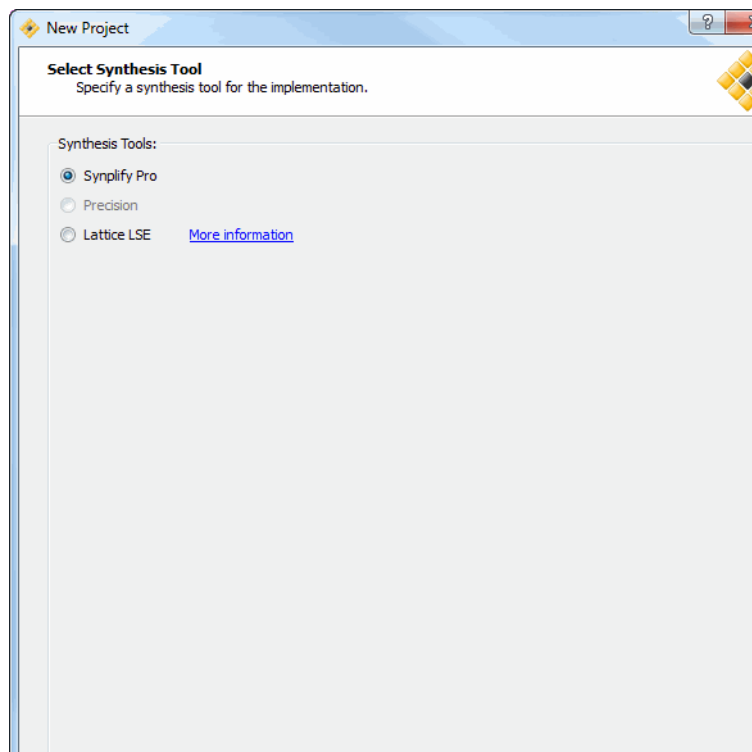 New Project
?
Select Synthesis Tool
Specify a synthesis tool for the implementation.
Synthesis Tools:
Synplify Pro
Precision
Lattice LSE More information